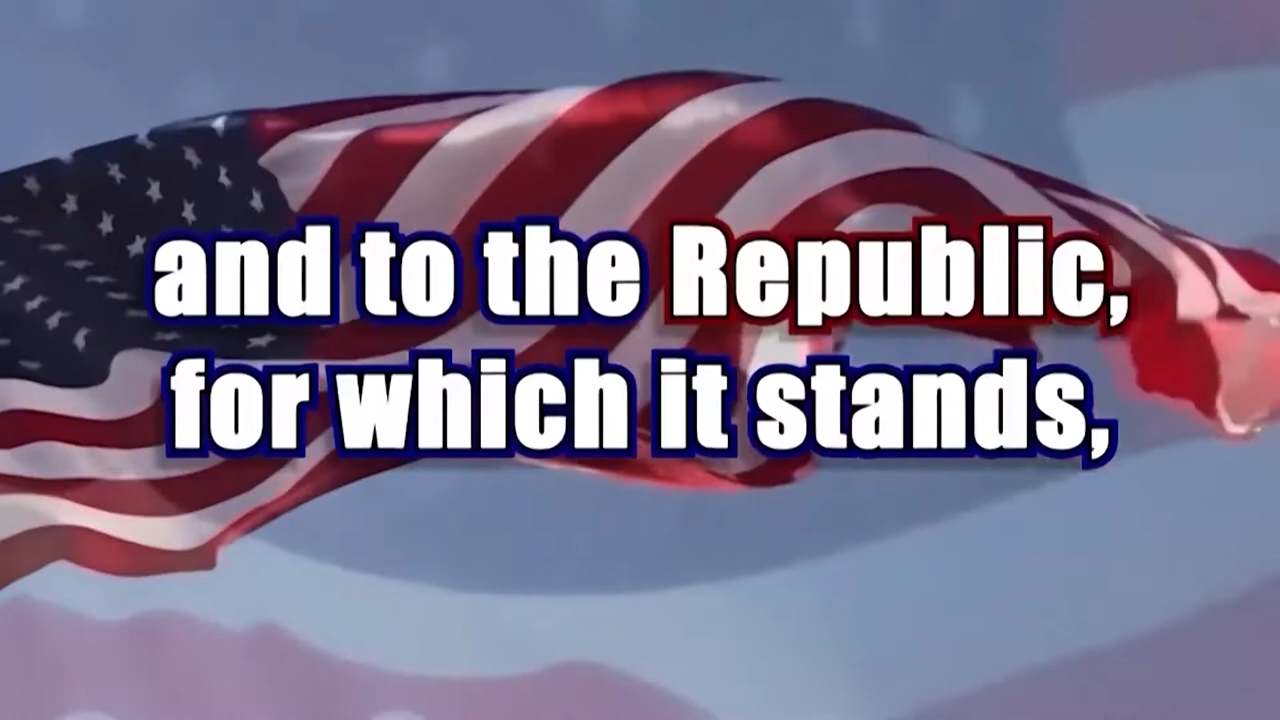 and to the Republic,
for which it stands,